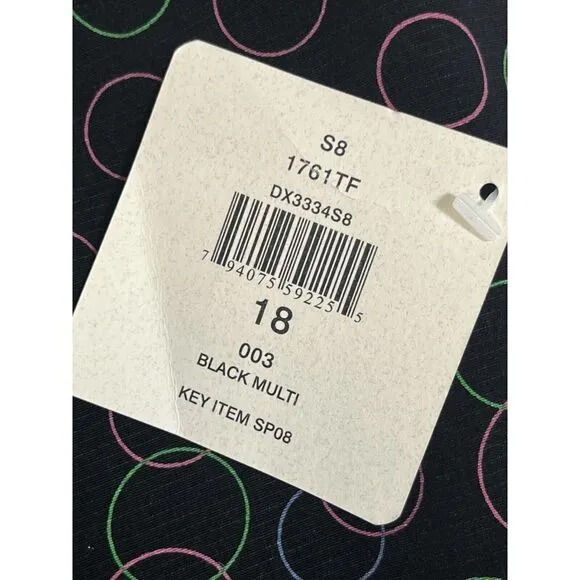 S8
1761TF
DX3334S8
7 94075 59225 5
18
003
BLACK MULTI
KEY ITEM SP08